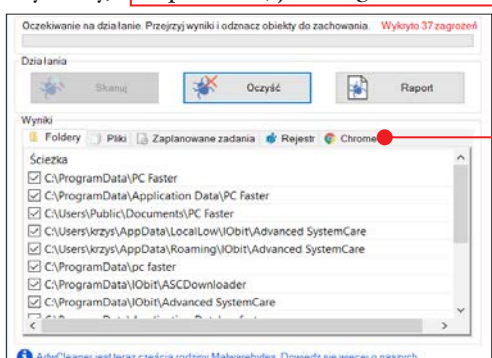 Oczekiwanie na działanie. Przejrzyj wyniki i odznacz obiekty do zachowania. Wykryto 37 zagrożeń
Działania
Skanuj Oczyść Raport
Wyniki
Foldery Pliki Zaplanowane zadania Rejestr Chrome
Ścieżka
C:\ProgramData\PC Faster
C:\ProgramData\Application Data\PC Faster
C:\Users\Public\Documents\PC Faster
C:\Users\krzys\AppData\LocalLow\IObit\Advanced SystemCare
C:\Users\krzys\AppData\Roaming\IObit\Advanced SystemCare
C:\ProgramData\pc faster
C:\ProgramData\IObit\ASCDownloader
C:\ProgramData\IObit\Advanced SystemCare
AdwCleaner jest teraz częścią rodziny Malwarebytes. Dowiedz się więcej o naszych